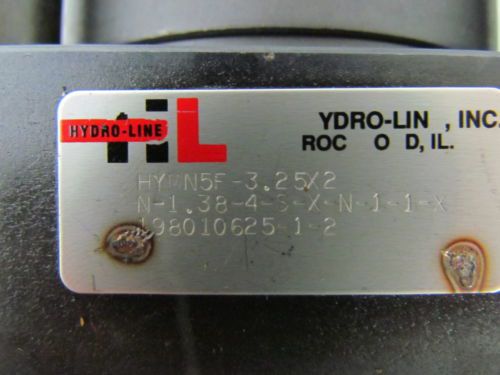 HYDRO-LINE
HL
YDRO-LIN , INC.
ROC O D, IL.
N5F-3.25X2
N-1.38-4-S-X-N-1-1-X
198010625-1-2